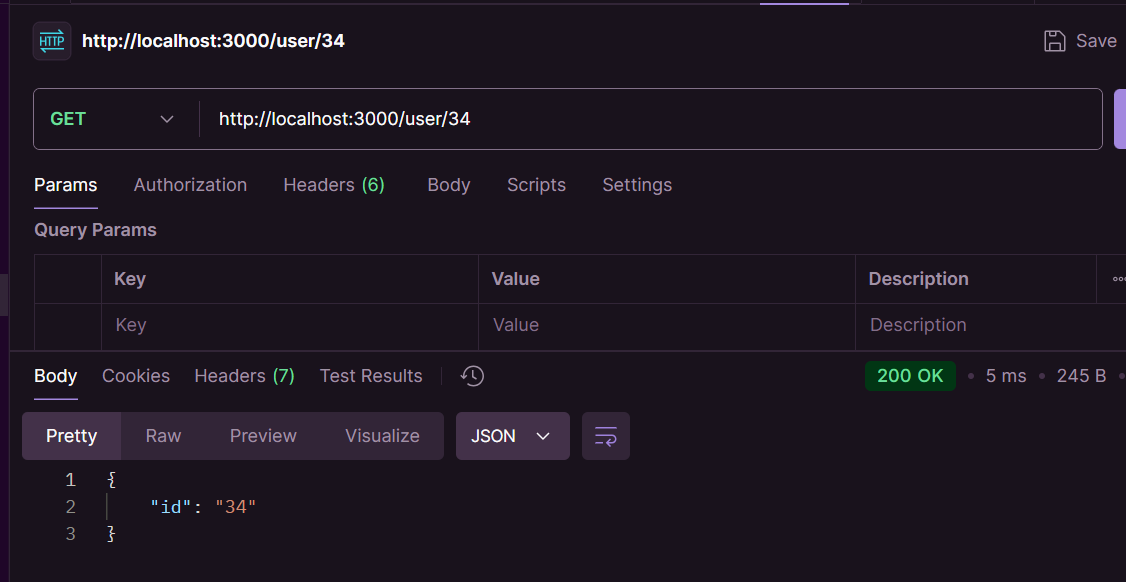 HTTP http://localhost:3000/user/34 Save
GET http://localhost:3000/user/34
Params Authorization Headers (6) Body Scripts Settings
Query Params
Key Value Description
Key Value Description
Body Cookies Headers (7) Test Results 200 OK • 5 ms • 245 B •
Pretty Raw Preview Visualize JSON
1 {
2 "id": "34"
3 }